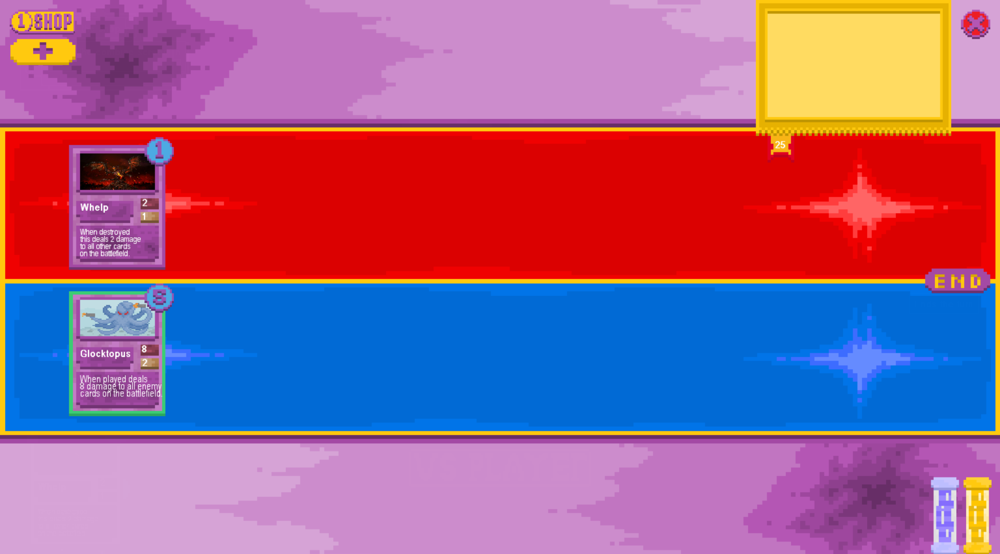 1 SHOP
+
25
1
Whelp
2
1
When destroyed
this deals 2 damage
to all other cards
on the battlefield.
END
8
Glocktopus
8
2
When played deals
8 damage to all enemy
cards on the battlefield.